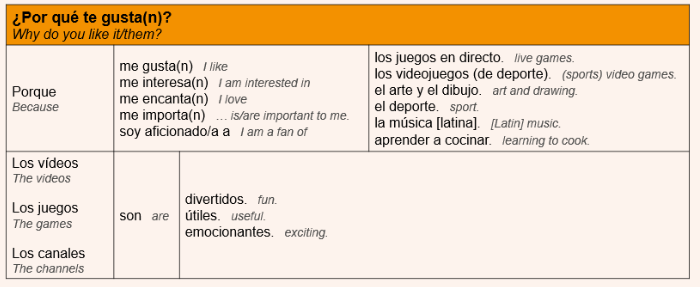 ¿Por qué te gusta(n)?
Why do you like it/them?
Porque
Because
me gusta(n) I like
me interesa(n) I am interested in
me encanta(n) I love
me importa(n) … is/are important to me.
soy aficionado/a a I am a fan of
los juegos en directo. live games.
los videojuegos (de deporte). (sports) video games.
el arte y el dibujo. art and drawing.
el deporte. sport.
la música [latina]. [Latin] music.
aprender a cocinar. learning to cook.
Los vídeos
The videos
Los juegos
The games
Los canales
The channels
son are
divertidos. fun.
útiles. useful.
emocionantes. exciting.